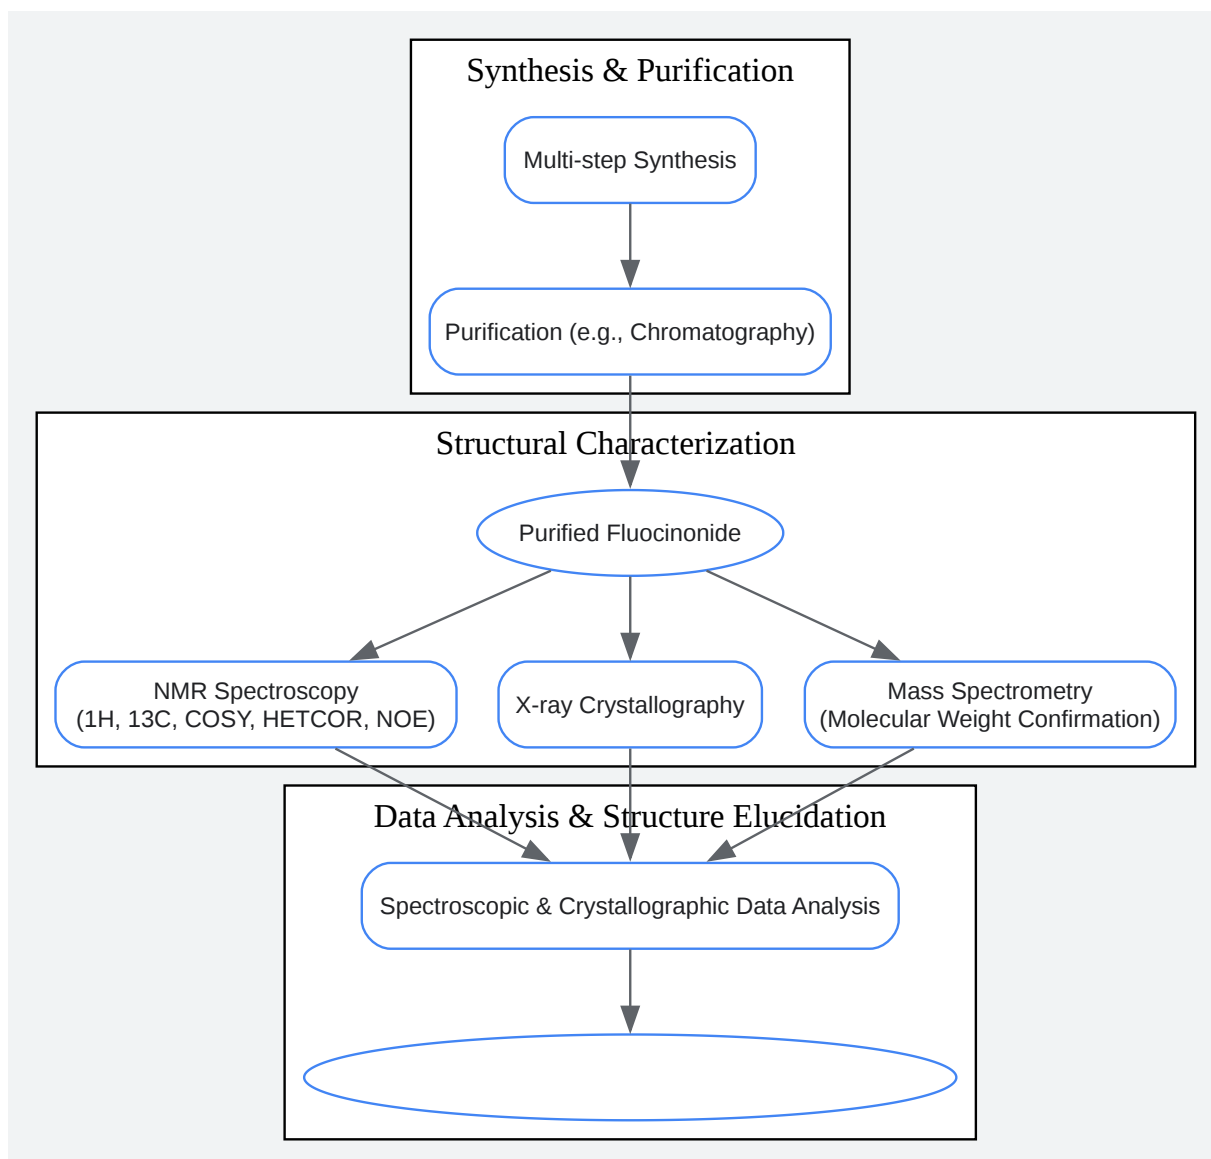 Synthesis & Purification
Multi-step Synthesis
Purification (e.g., Chromatography)
Structural Characterization
Purified Fluocinonide
NMR Spectroscopy
(1H, 13C, COSY, HETCOR, NOE)
X-ray Crystallography
Mass Spectrometry
(Molecular Weight Confirmation)
Data Analysis & Structure Elucidation
Spectroscopic & Crystallographic Data Analysis